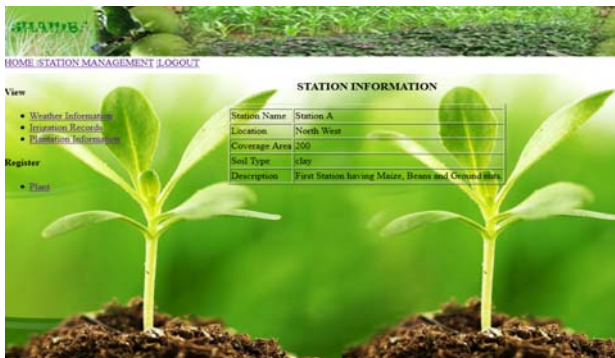 HOME |STATION MANAGEMENT |LOGOUT
View
Weather Information
Irrigation Records
Plantation Information
Register
Plant
STATION INFORMATION
Station Name Station A
Location North West
Coverage Area 200
Soil Type clay
Description First Station having Maize, Beans and Ground nuts.